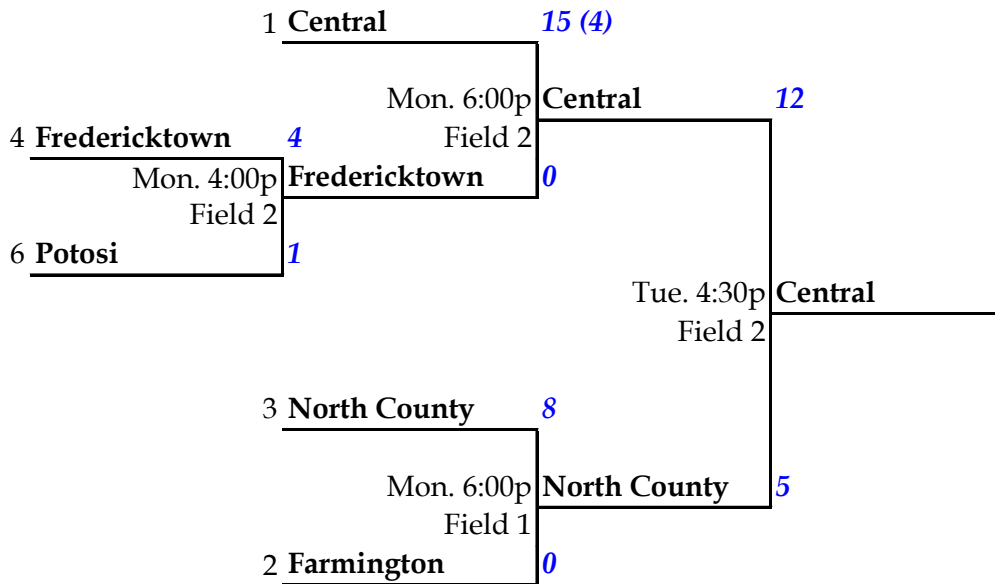 1 Central 15 (4)
Mon. 6:00p Central 12
4 Fredericktown 4
Field 2
Mon. 4:00p Fredericktown 0
Field 2
6 Potosi 1
Tue. 4:30p Central
Field 2
3 North County 8
Mon. 6:00p North County 5
Field 1
2 Farmington 0